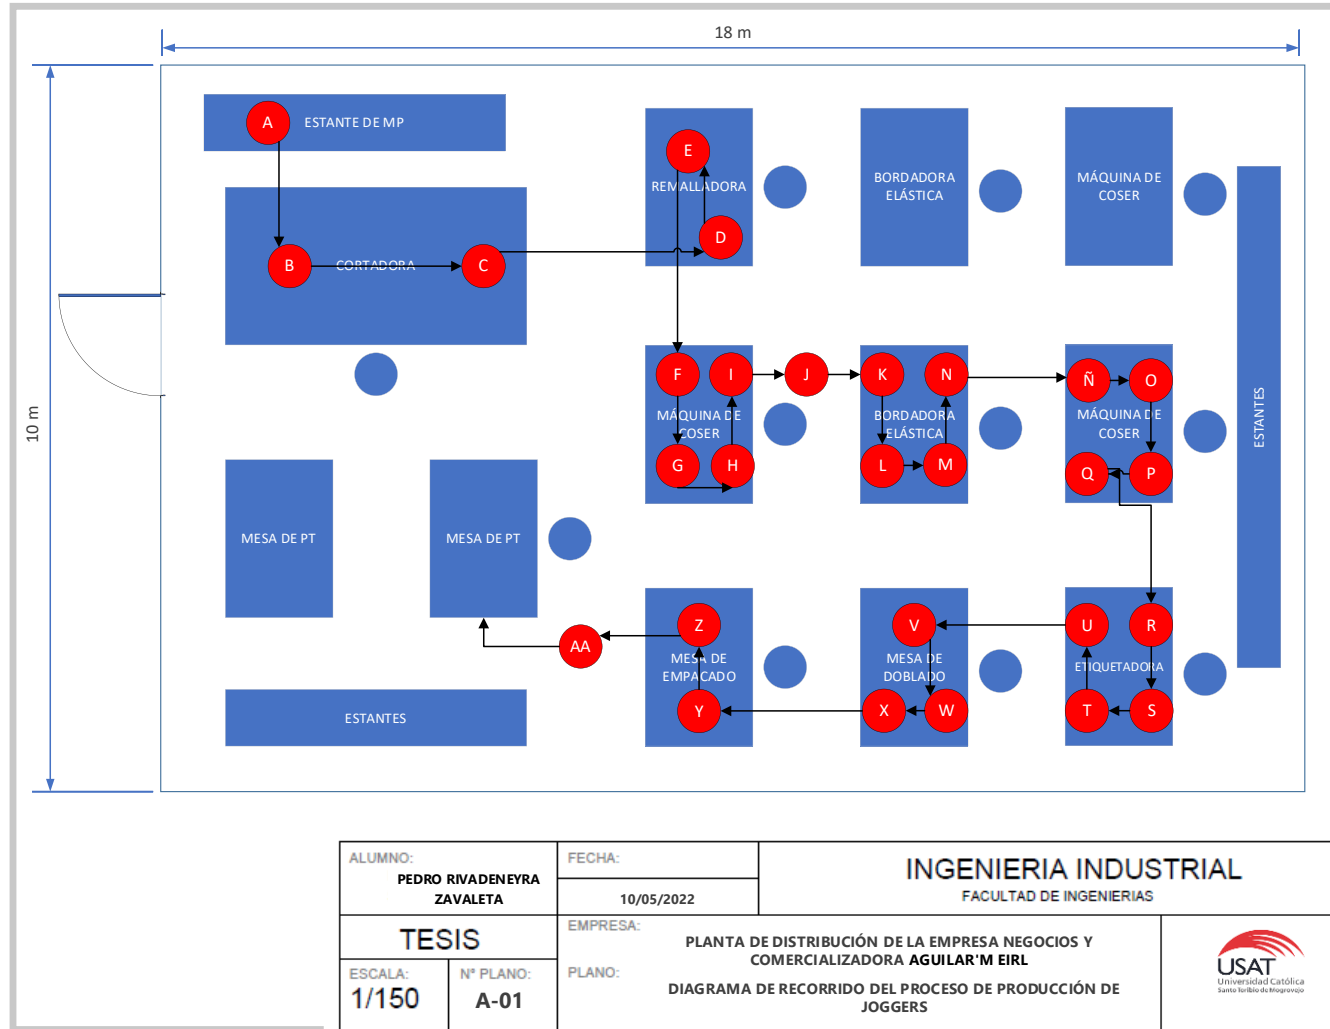 18 m
10 m
A
ESTANTE DE MP
B
CORTADORA
C
E
REMALLADORA
D
BORDADORA
ELÁSTICA
MÁQUINA DE
COSER
F
I
J
K
N
Ñ
O
MÁQUINA DE
COSER
BORDADORA
ELÁSTICA
MÁQUINA DE
COSER
G
H
L
M
Q
P
ESTANTES
MESA DE PT
MESA DE PT
AA
Z
MESA DE
EMPACADO
Y
V
MESA DE
DOBLADO
X
W
U
R
ETIQUETADORA
T
S
ESTANTES
ALUMNO:
PEDRO RIVADENEYRA
ZAVALETA
FECHA:
10/05/2022
INGENIERIA INDUSTRIAL
FACULTAD DE INGENIERIAS
TESIS
ESCALA:
1/150
N° PLANO:
A-01
EMPRESA:
PLANTA DE DISTRIBUCIÓN DE LA EMPRESA NEGOCIOS Y
COMERCIALIZADORA AGUILAR'M EIRL
PLANO:
DIAGRAMA DE RECORRIDO DEL PROCESO DE PRODUCCIÓN DE
JOGGERS
USAT
Universidad Católica
Santo Toribio de Mogrovejo